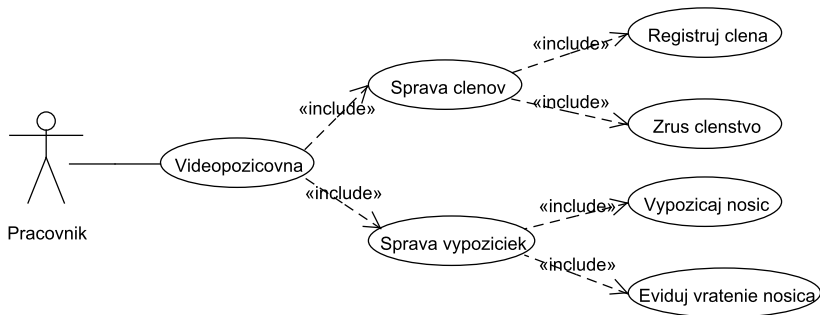 Registruj clena
«include»
Sprava clenov
«include»
«include»
Zrus clenstvo
Videopozicovna
«include»
Vypozicaj nosic
«include»
Pracovnik
Sprava vypoziciek
«include»
Eviduj vratenie nosica